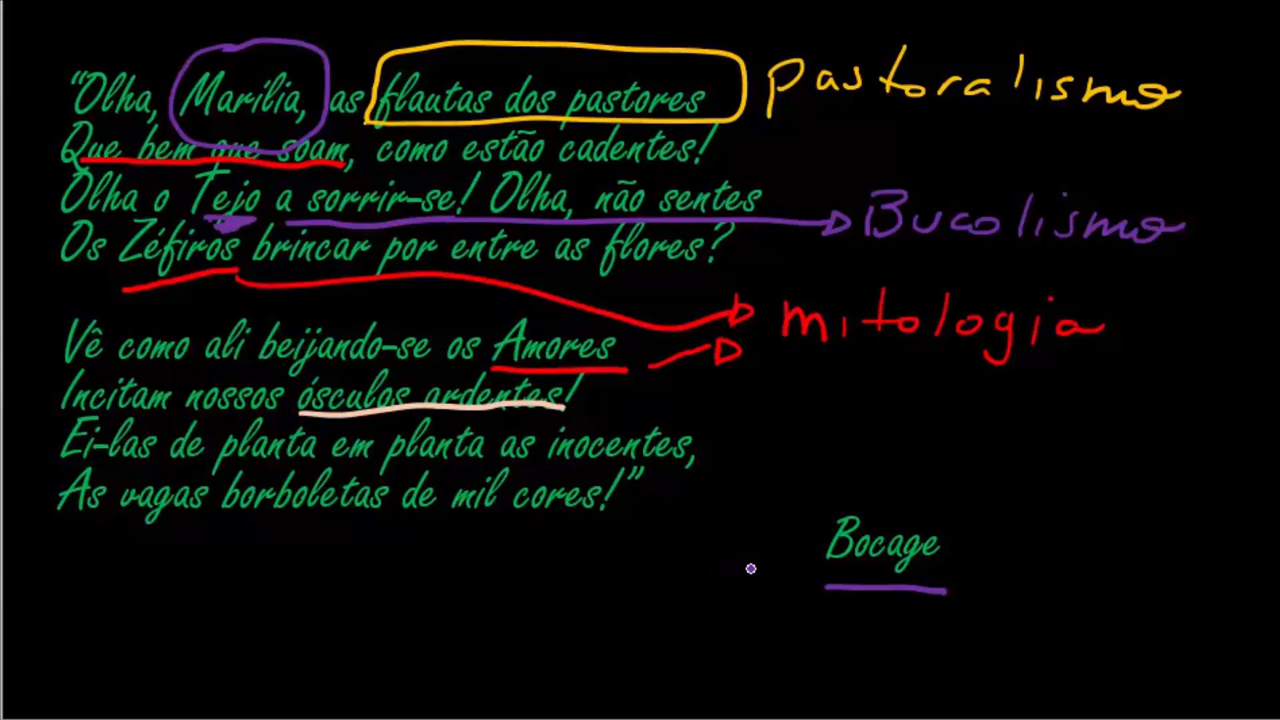 "Olha, Marília, as flautas dos pastores pastoralismo
Que bem que soam, como estão cadentes!
Olha o Tejo a sorrir-se! Olha, não sentes Bucolismo
Os Zéfiros brincar por entre as flores?
mitologia
Vê como ali beijando-se os Amores
Incitam nossos ósculos ardentes!
Ei-las de planta em planta as inocentes,
As vagas borboletas de mil cores!"
Bocage